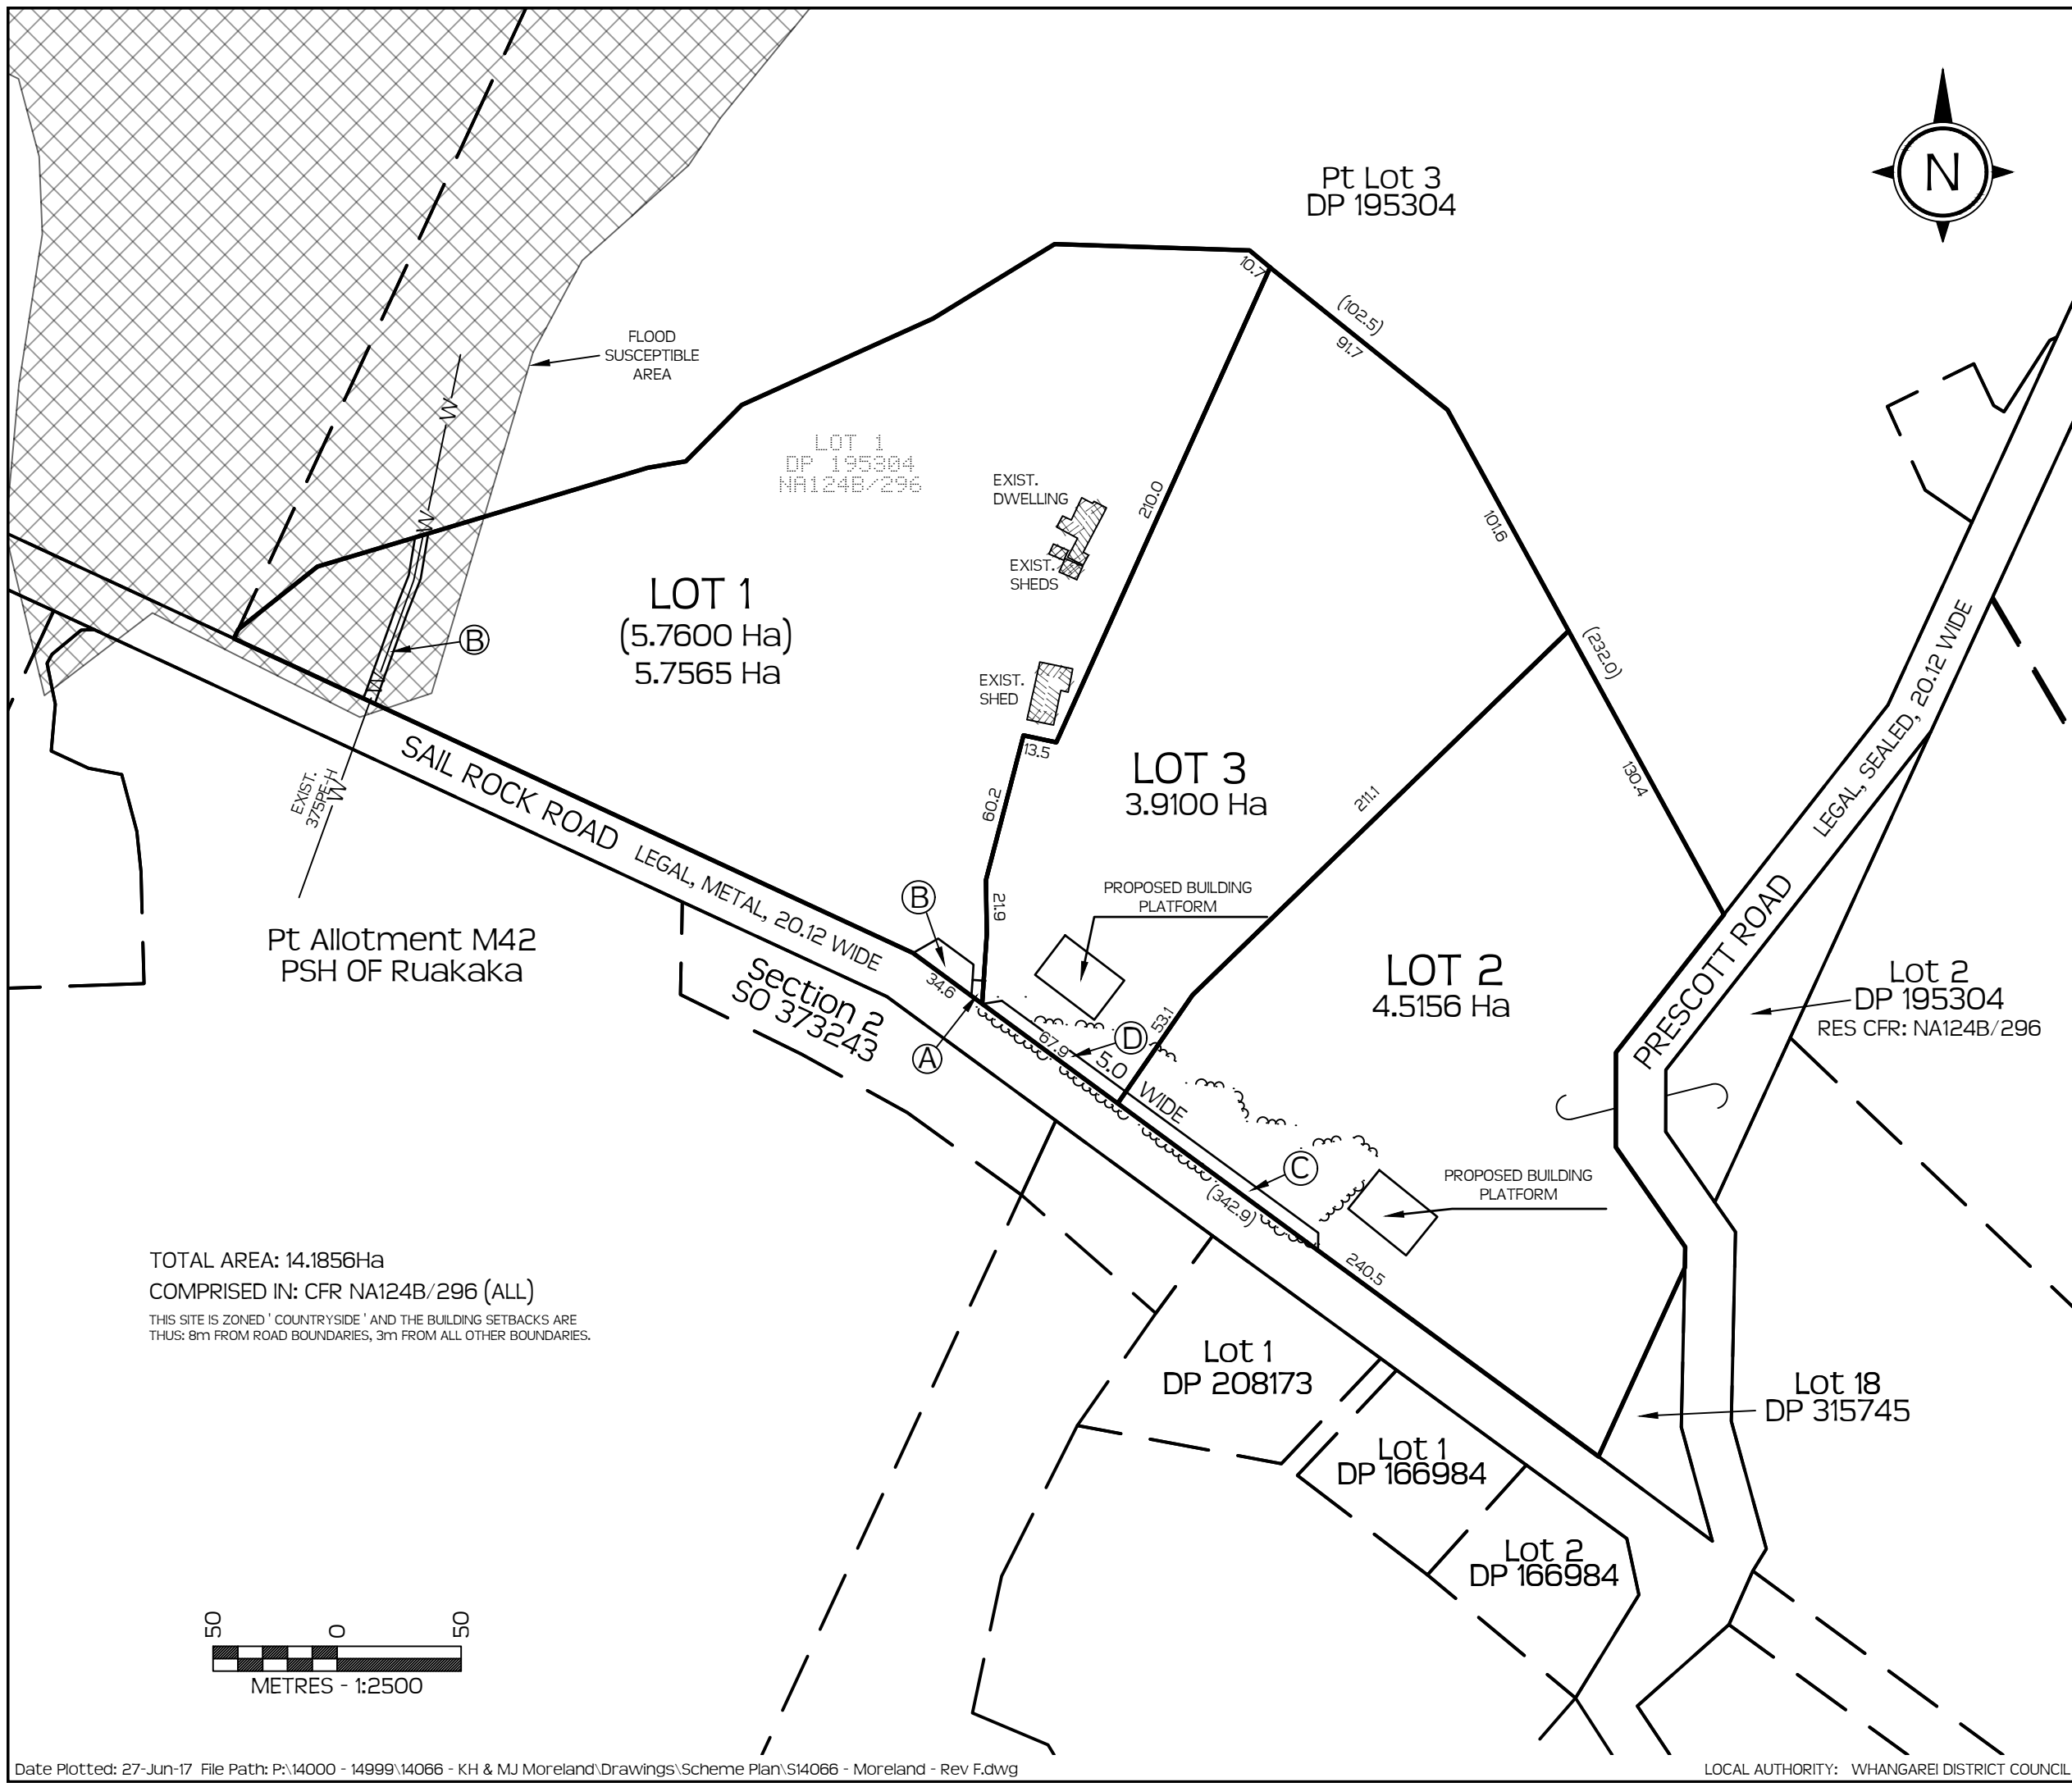 N
Pt Lot 3
DP 195304
10.7
(102.5)
91.7
FLOOD
SUSCEPTIBLE
AREA
W
LOT 1
DP 195304
NA124B/296
EXIST.
DWELLING
210.0
101.6
W
EXIST.
SHEDS
LOT 1
(5.7600 Ha)
5.7565 Ha
B
W
EXIST.
SHED
(232.0)
LEGAL, SEALED, 20.12 WIDE
13.5
LOT 3
3.9100 Ha
211.1
130.4
EXIST.
375PE-H
W
SAIL ROCK ROAD
LEGAL, METAL, 20.12 WIDE
60.2
21.9
B
PROPOSED BUILDING
PLATFORM
PRESCOTT ROAD
Pt Allotment M42
PSH OF Ruakaka
Section 2
SO 373243
34.6
LOT 2
4.5156 Ha
Lot 2
DP 195304
RES CFR: NA124B/296
A
67.9
D
53.1
5.0 WIDE
C
(342.9)
PROPOSED BUILDING
PLATFORM
240.5
TOTAL AREA: 14.1856Ha
COMPRISED IN: CFR NA124B/296 (ALL)
THIS SITE IS ZONED ' COUNTRYSIDE ' AND THE BUILDING SETBACKS ARE
THUS: 8m FROM ROAD BOUNDARIES, 3m FROM ALL OTHER BOUNDARIES.
Lot 1
DP 208173
Lot 18
DP 315745
Lot 1
DP 166984
Lot 2
DP 166984
50 0 50
METRES - 1:2500
Date Plotted: 27-Jun-17 File Path: P:\14000 - 14999\14066 - KH & MJ Moreland\Drawings\Scheme Plan\S14066 - Moreland - Rev F.dwg
LOCAL AUTHORITY: WHANGAREI DISTRICT COUNCIL